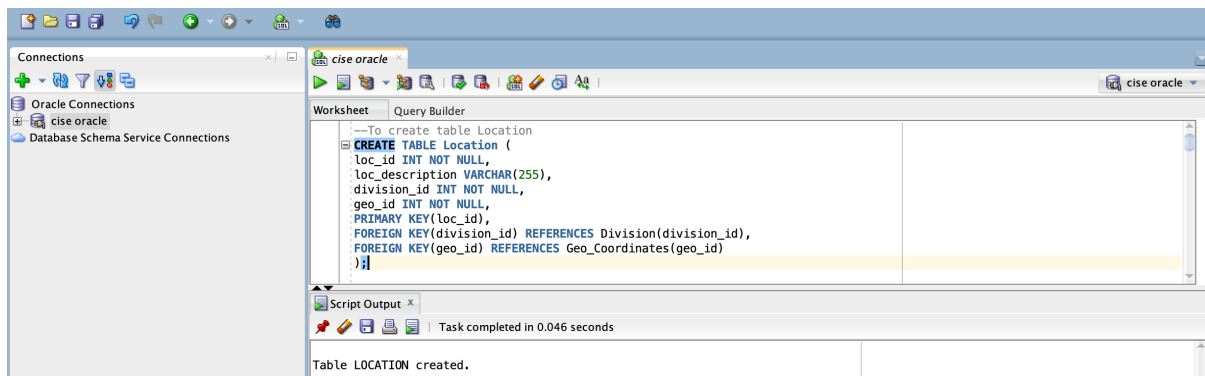 Connections
Oracle Connections
cise oracle
Database Schema Service Connections
cise oracle
cise oracle
Worksheet
Query Builder
--To create table Location
CREATE TABLE Location (
loc_id INT NOT NULL,
loc_description VARCHAR(255),
division_id INT NOT NULL,
geo_id INT NOT NULL,
PRIMARY KEY(loc_id),
FOREIGN KEY(division_id) REFERENCES Division(division_id),
FOREIGN KEY(geo_id) REFERENCES Geo_Coordinates(geo_id)
);
Script Output
Task completed in 0.046 seconds
Table LOCATION created.